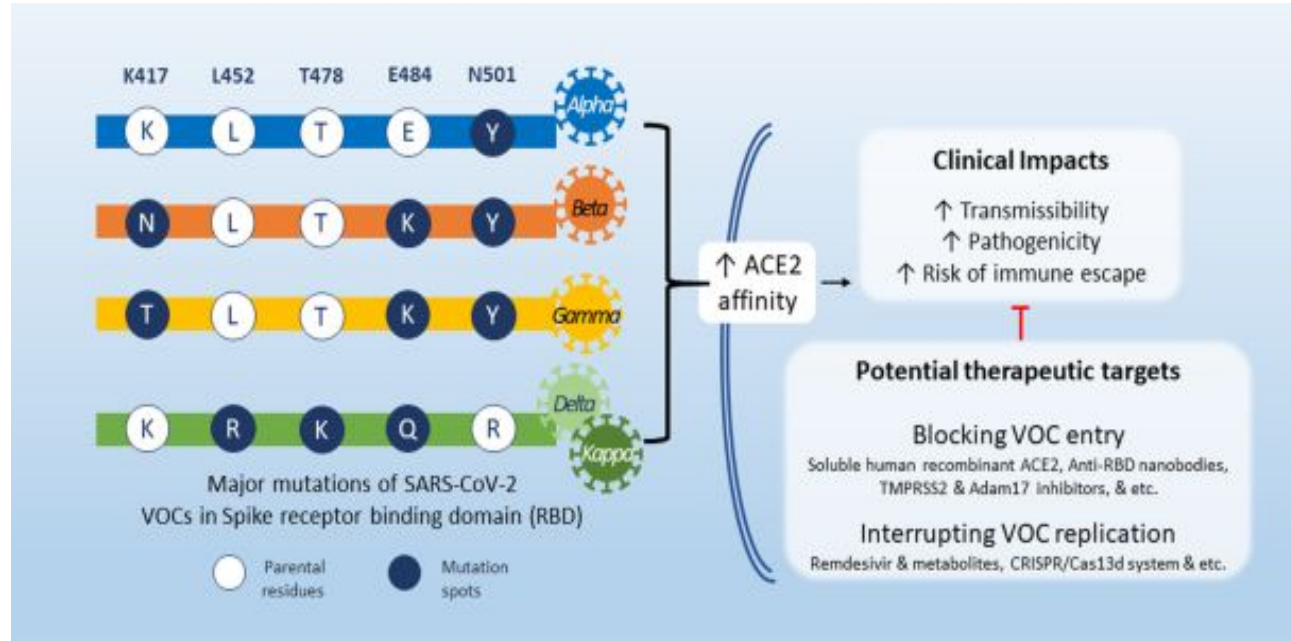 K417 L452 T478 E484 N501
K L T E Y Alpha
N L T K Y Beta
T L T K Y Gamma
K R K Q R Delta
Kappa
Major mutations of SARS-CoV-2
VOCs in Spike receptor binding domain (RBD)
Parental
residues
Mutation
spots
↑ ACE2
affinity
Clinical Impacts
↑ Transmissibility
↑ Pathogenicity
↑ Risk of immune escape
Potential therapeutic targets
Blocking VOC entry
Soluble human recombinant ACE2, Anti-RBD nanobodies,
TMPRSS2 & Adam17 inhibitors, & etc.
Interrupting VOC replication
Remdesivir & metabolites, CRISPR/Cas13d system & etc.